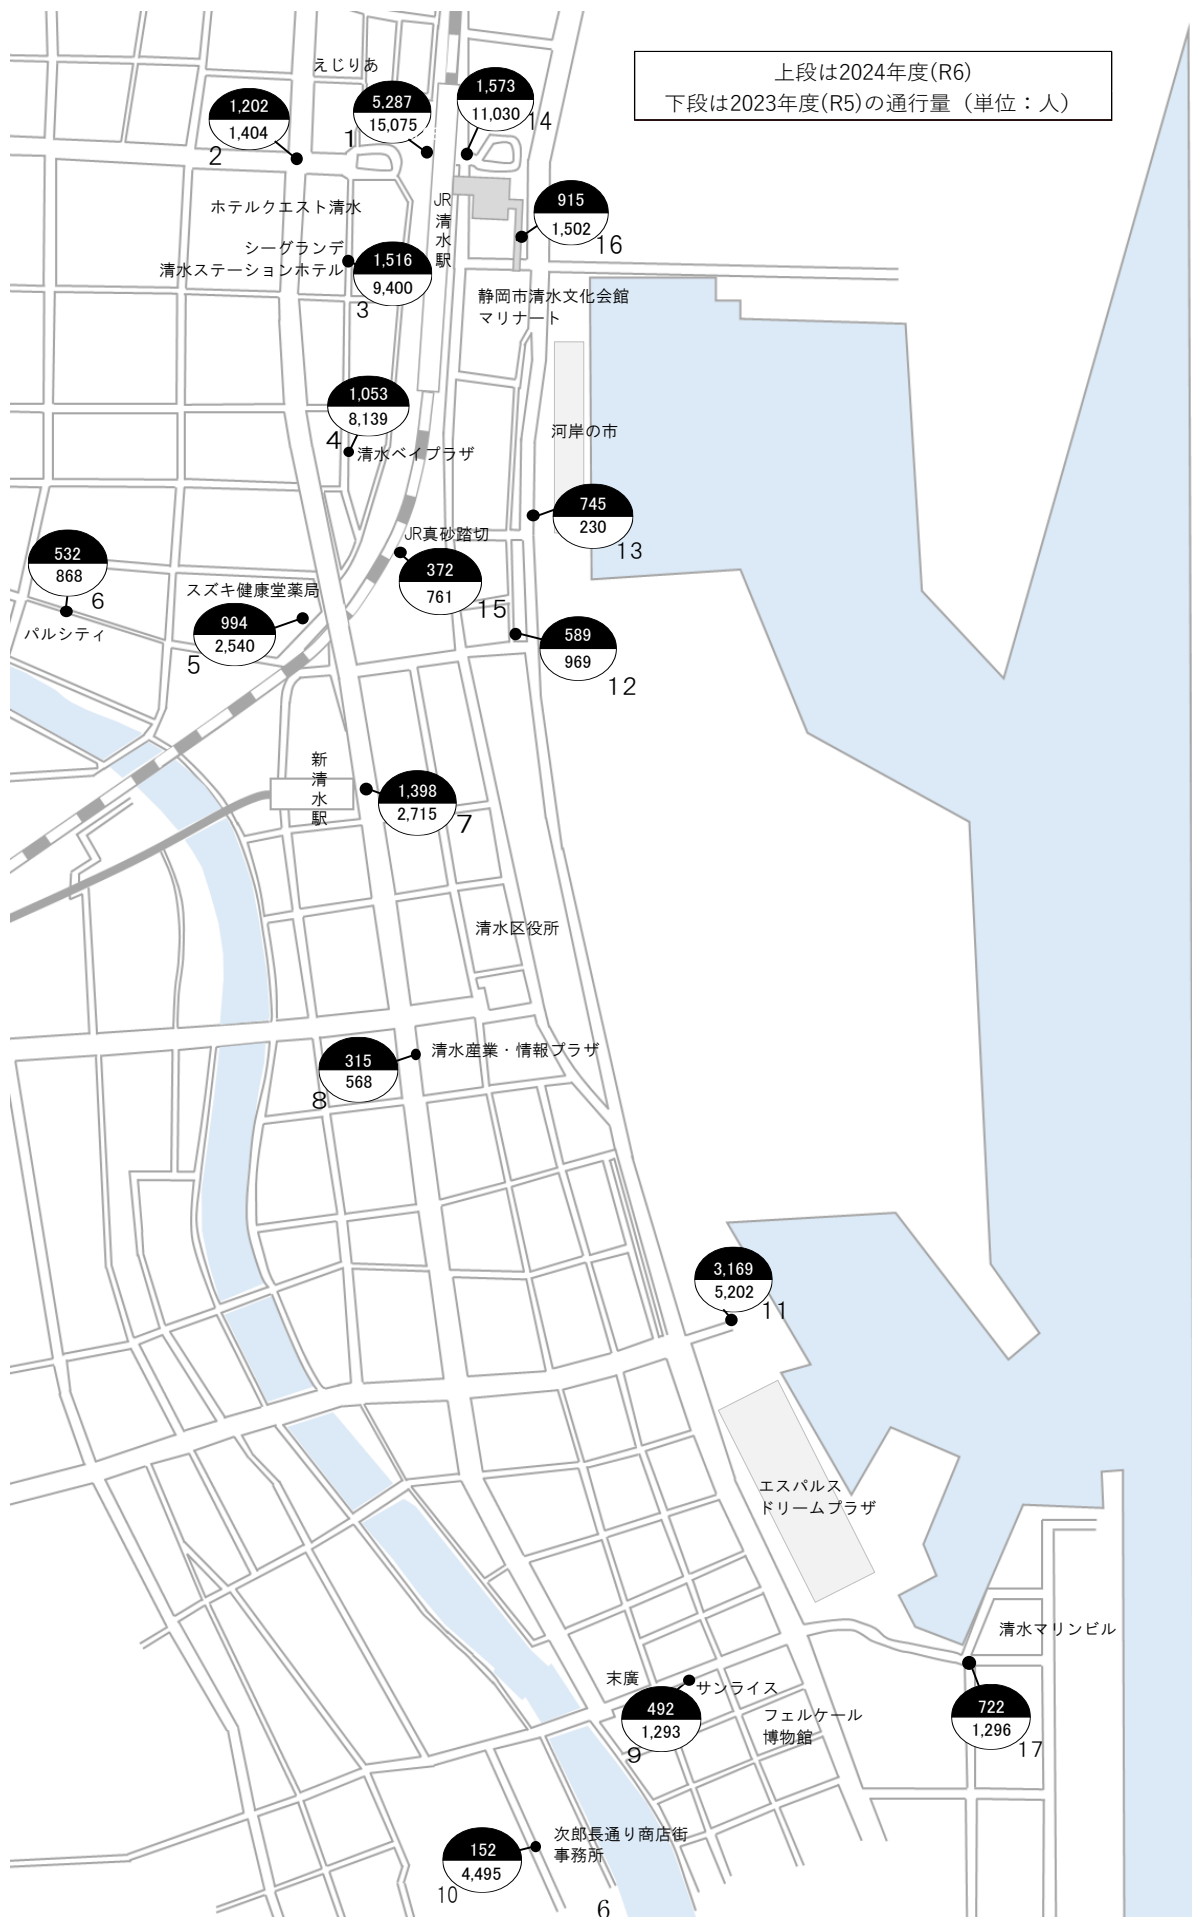 上段は2024年度(R6)
下段は2023年度(R5)の通行量（単位：人）
えじりあ
1,202
1,404
2
5,287
15,075
1
1,573
11,030
14
ホテルクエスト清水
JR清水駅
915
1,502
16
シーグランデ
清水ステーションホテル
1,516
9,400
3
静岡市清水文化会館
マリナート
1,053
8,139
4
清水ベイプラザ
河岸の市
745
230
13
JR真砂踏切
372
761
15
532
868
6
パルシティ
スズキ健康堂薬局
994
2,540
5
589
969
12
新清水駅
1,398
2,715
7
清水区役所
315
568
8
清水産業・情報プラザ
3,169
5,202
11
エスパルス
ドリームプラザ
清水マリンビル
末廣
サンライス
492
1,293
9
フェルケール
博物館
722
1,296
17
152
4,495
10
次郎長通り商店街
事務所
6